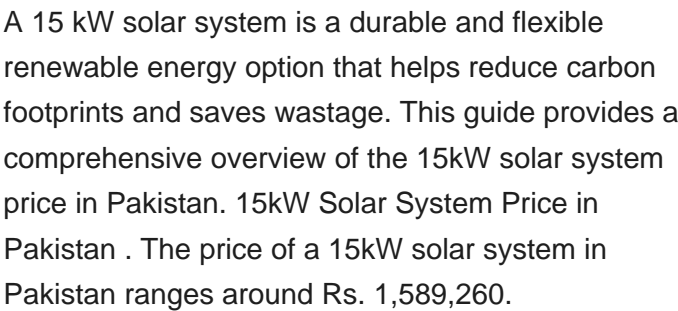 A 15 kW solar system is a durable and flexible
renewable energy option that helps reduce carbon
footprints and saves wastage. This guide provides a
comprehensive overview of the 15kW solar system
price in Pakistan. 15kW Solar System Price in
Pakistan . The price of a 15kW solar system in
Pakistan ranges around Rs. 1,589,260.